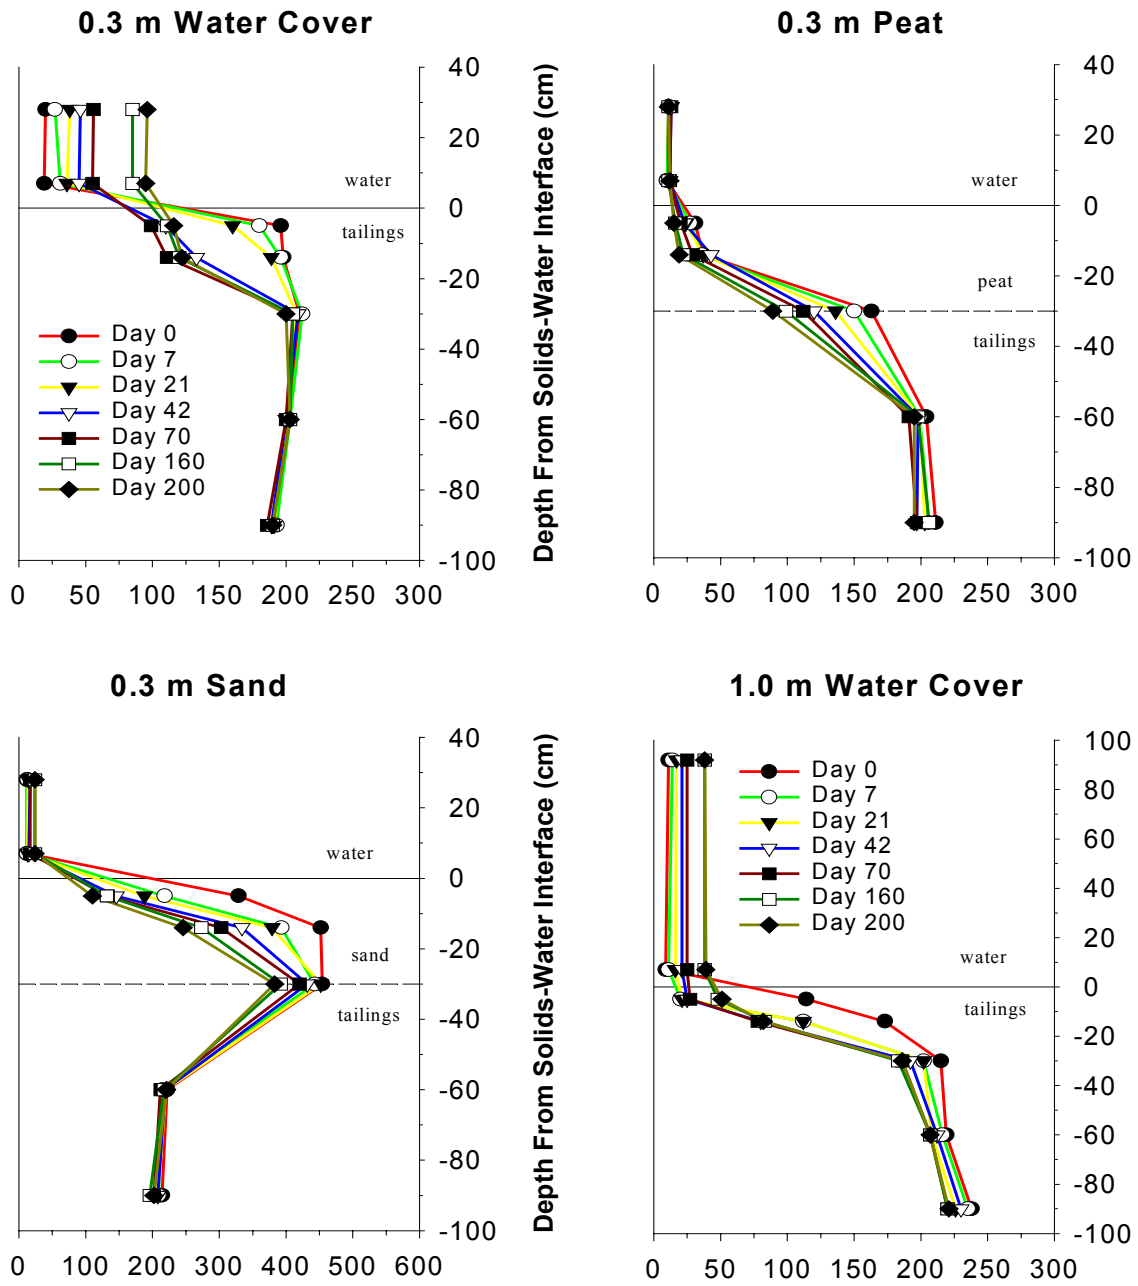 0.3 m Water Cover
0.3 m Peat
40
20
0
-20
-40
-60
-80
-100
water
tailings
Day 0
Day 7
Day 21
Day 42
Day 70
Day 160
Day 200
0 50 100 150 200 250 300
Depth From Solids-Water Interface (cm)
40
20
0
-20
-40
-60
-80
-100
water
peat
tailings
0 50 100 150 200 250 300
0.3 m Sand
1.0 m Water Cover
40
20
0
-20
-40
-60
-80
-100
water
sand
tailings
0 100 200 300 400 500 600
Depth From Solids-Water Interface (cm)
100
80
60
40
20
0
-20
-40
-60
-80
-100
Day 0
Day 7
Day 21
Day 42
Day 70
Day 160
Day 200
water
tailings
0 50 100 150 200 250 300